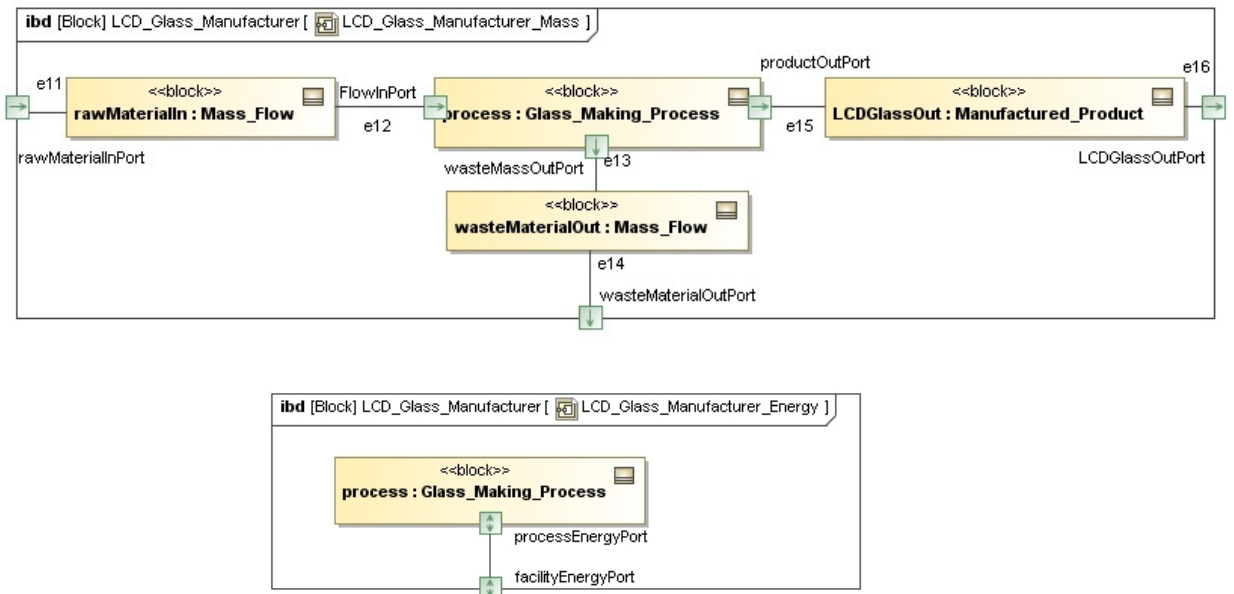 ibd [Block] LCD_Glass_Manufacturer [ LCD_Glass_Manufacturer_Mass ]
productOutPort
e11
e16
<<block>>
rawMaterialIn : Mass_Flow
FlowInPort
e12
<<block>>
process : Glass_Making_Process
e15
<<block>>
LCDGlassOut : Manufactured_Product
rawMaterialInPort
wasteMassOutPort
e13
LCDGlassOutPort
<<block>>
wasteMaterialOut : Mass_Flow
e14
wasteMaterialOutPort
ibd [Block] LCD_Glass_Manufacturer [ LCD_Glass_Manufacturer_Energy ]
<<block>>
process : Glass_Making_Process
processEnergyPort
facilityEnergyPort